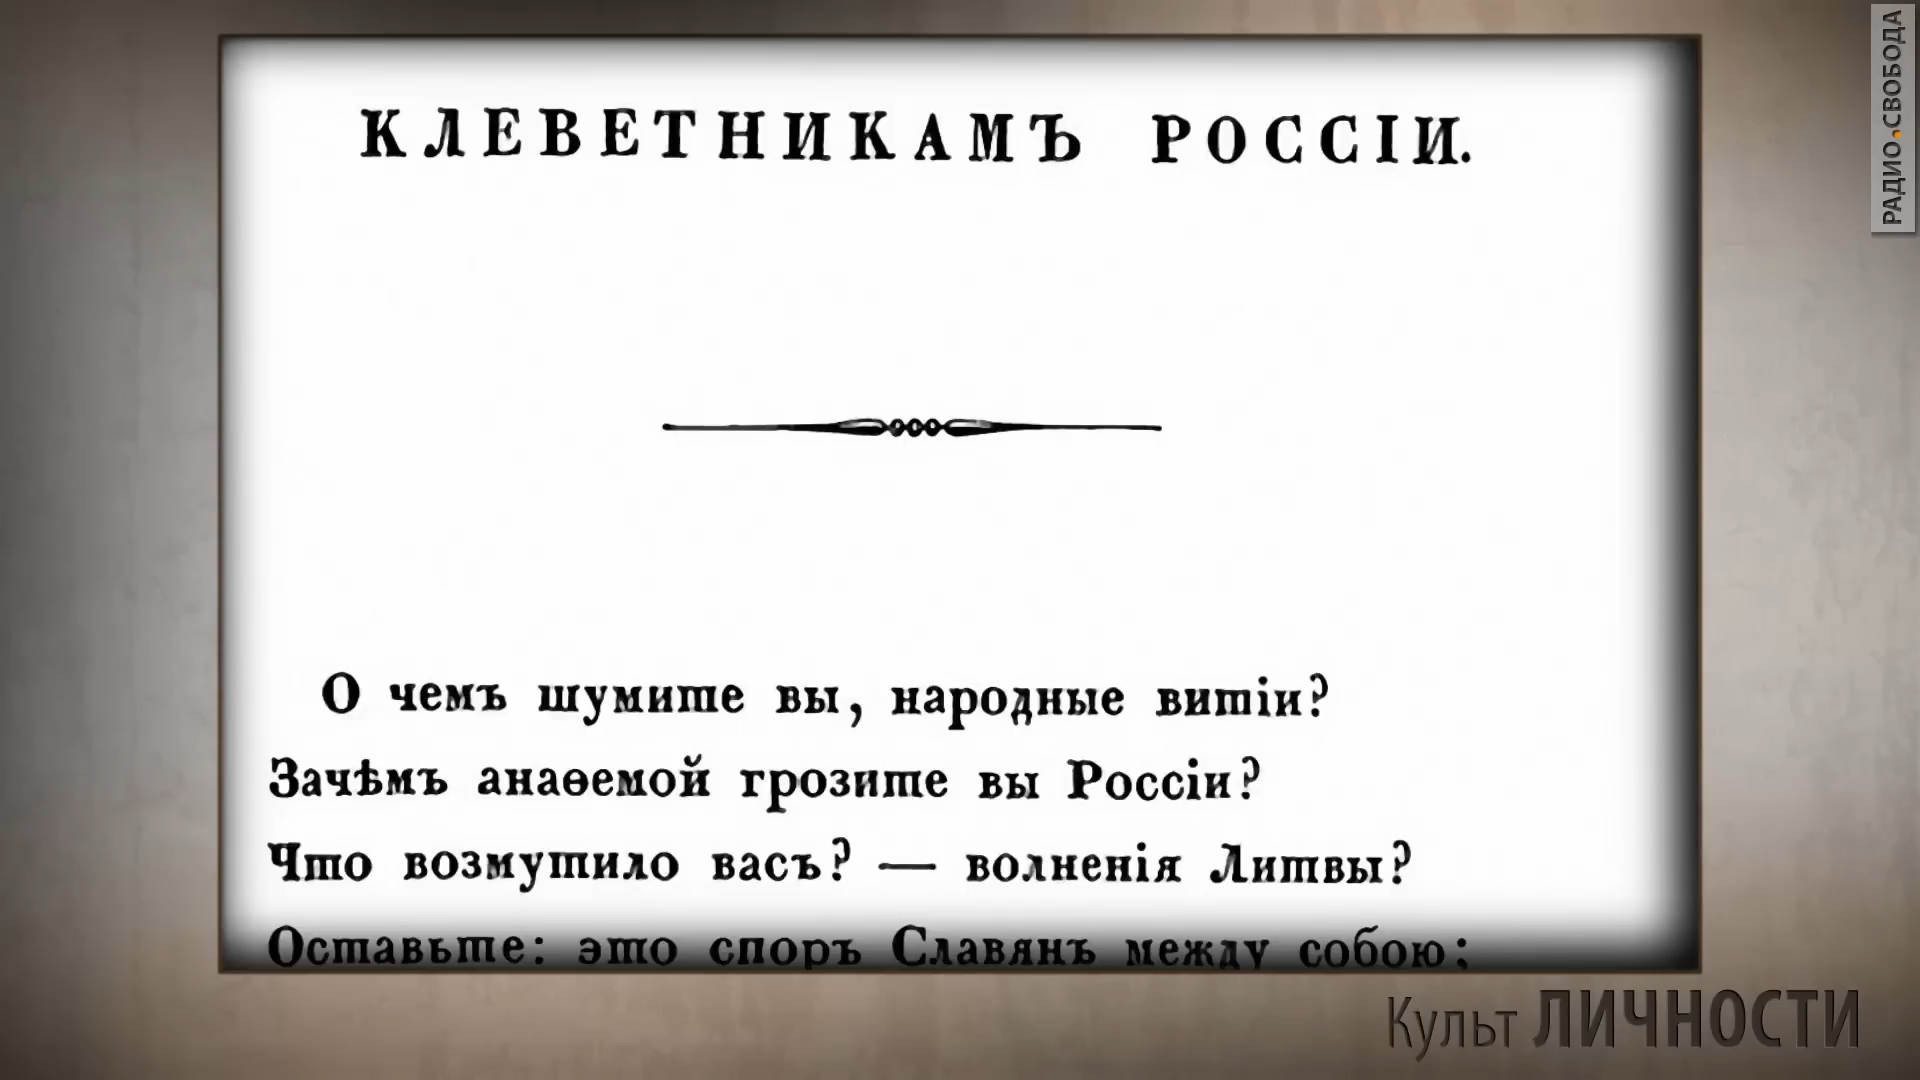 КЛЕВЕТНИКАМЪ РОССІИ.
О чемъ шумите вы, народные витіи?
Зачѣмъ анаѳемой грозите вы Россіи?
Что возмутило васъ? — волненія Литвы?
Оставьте: это споръ Славянъ между собою;
РАДИО.СВОБОДА
Культ ЛИЧНОСТИ